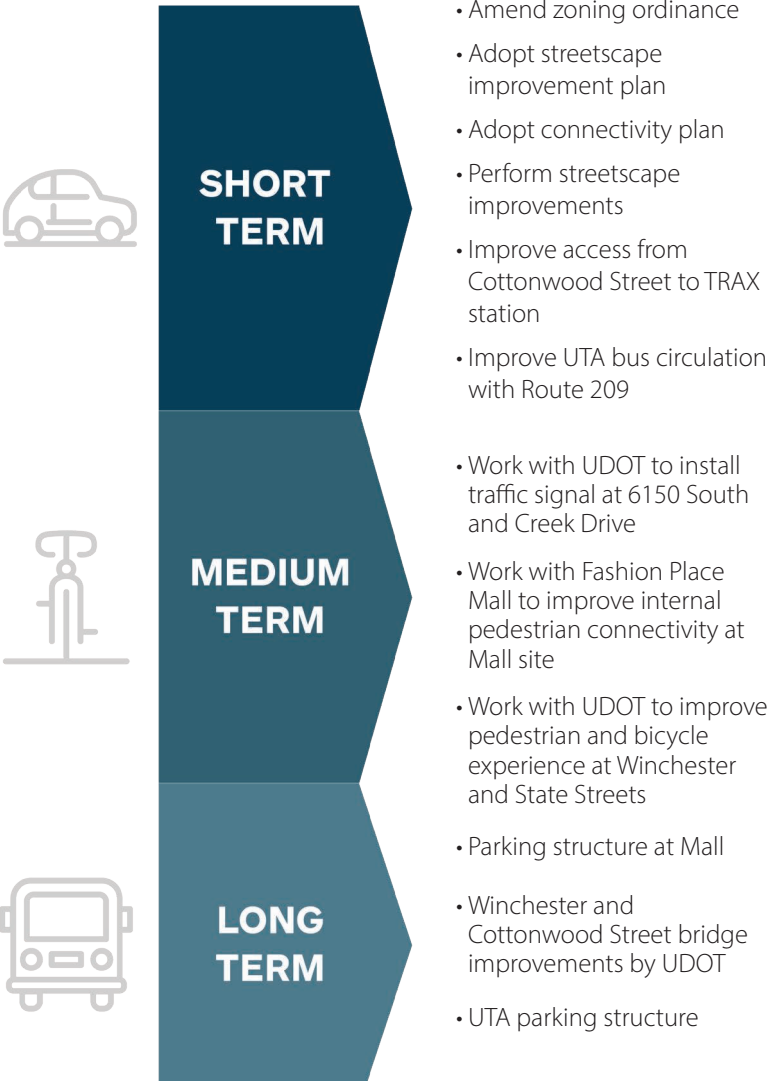 • Amend zoning ordinance
• Adopt streetscape
improvement plan
• Adopt connectivity plan
• Perform streetscape
improvements
• Improve access from
Cottonwood Street to TRAX
station
• Improve UTA bus circulation
with Route 209
SHORT
TERM
• Work with UDOT to install
traffic signal at 6150 South
and Creek Drive
• Work with Fashion Place
Mall to improve internal
pedestrian connectivity at
Mall site
• Work with UDOT to improve
pedestrian and bicycle
experience at Winchester
and State Streets
MEDIUM
TERM
• Parking structure at Mall
• Winchester and
Cottonwood Street bridge
improvements by UDOT
• UTA parking structure
LONG
TERM